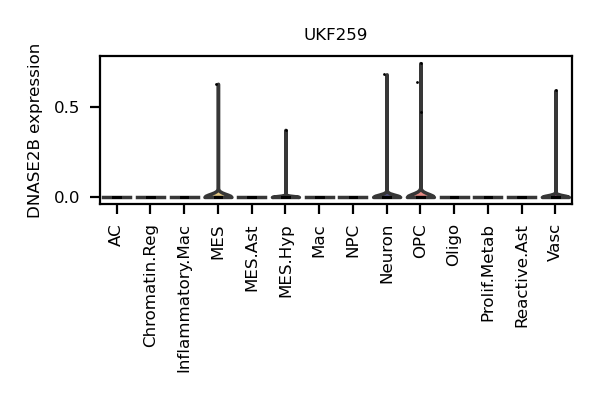 UKF259
DNASE2B expression
0.5
0.0
AC
Chromatin.Reg
Inflammatory.Mac
MES
MES.Ast
MES.Hyp
Mac
NPC
Neuron
OPC
Oligo
Prolif.Metab
Reactive.Ast
Vasc